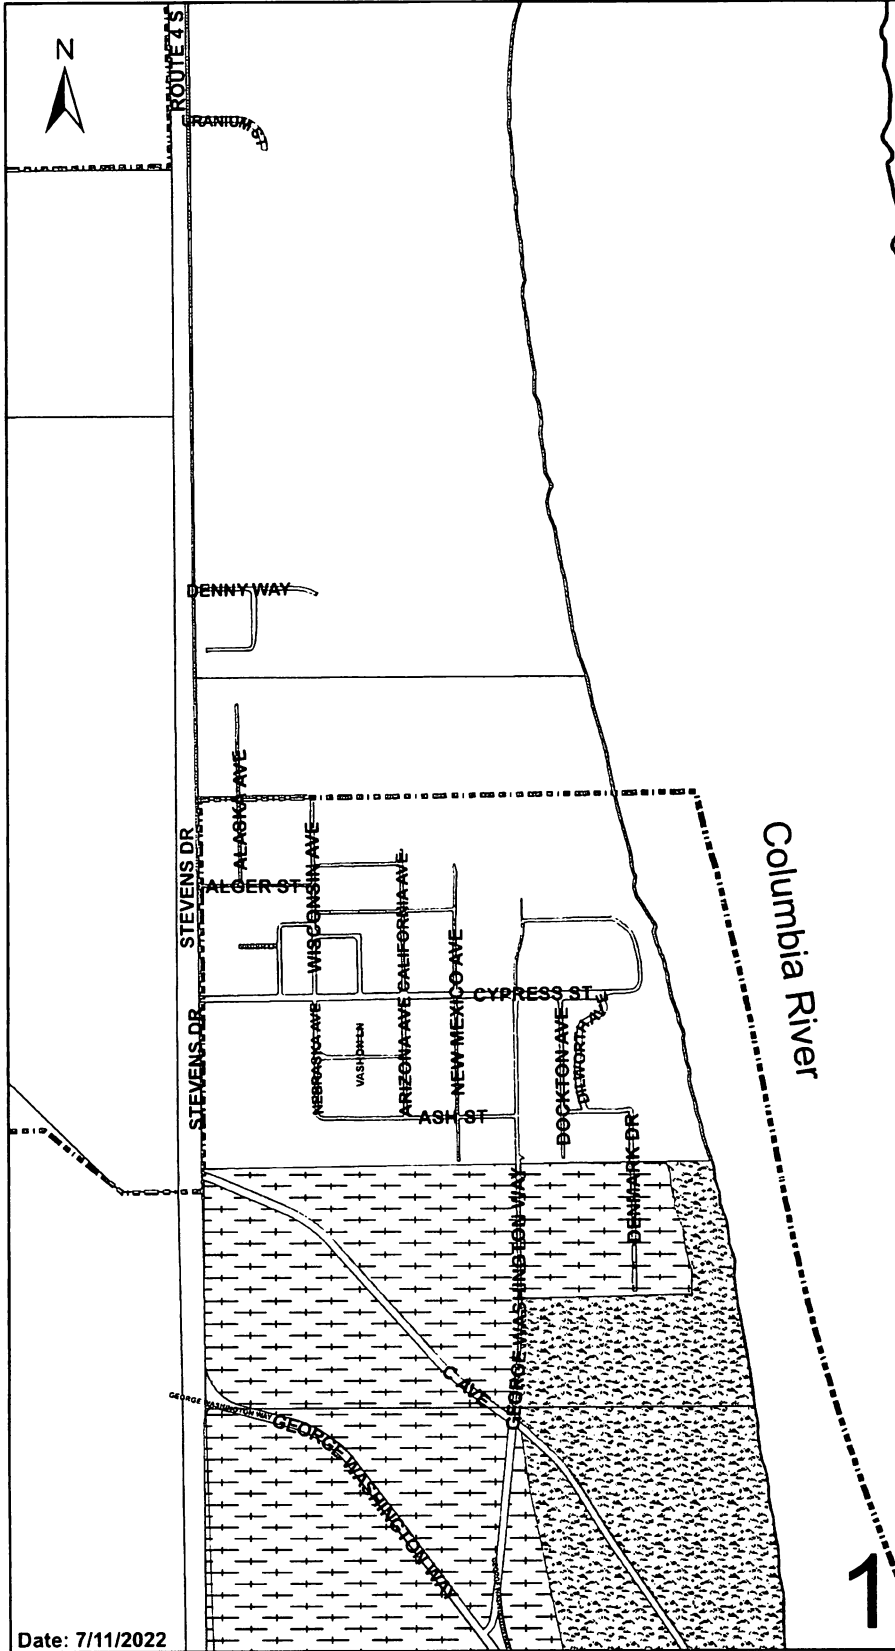 N
ROUTE 4 S
URANIUM ST
DENNY WAY
ALASKA AVE
STEVENS DR
ALGER ST
WISCONSIN AVE
CALIFORNIA AVE
NEW MEXICO AVE
Columbia River
CYPRESS ST
STEVENS DR
NEBRASKA AVE
VASHON LN
ARIZONA AVE
DOCKTON AVE
DILWORTH AVE
ASH ST
DENMARK DR
GEORGE WASHINGTON WAY
C AVE
GEORGE WASHINGTON WAY
GEORGE WASHINGTON WAY
1
Date: 7/11/2022